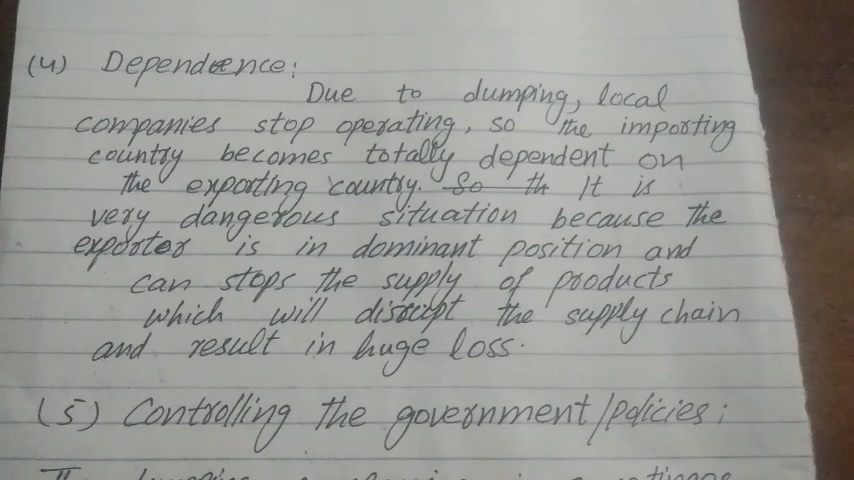 (4) Dependence:
Due to dumping, local
companies stop operating, so the importing
country becomes totally dependent on
the exporting country. So th It is
very dangerous situation because the
exporter is in dominant position and
can stops the supply of products
which will disrupt the supply chain
and result in huge loss.
(5) Controlling the government/policies: